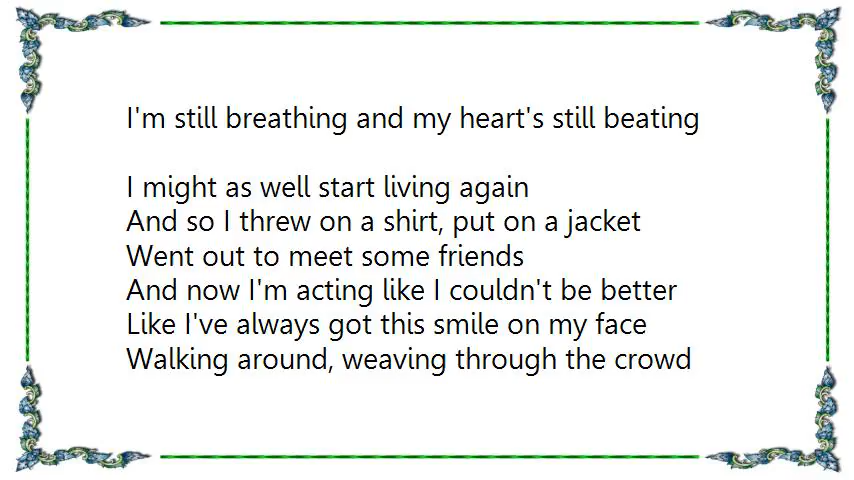 I'm still breathing and my heart's still beating
I might as well start living again
And so I threw on a shirt, put on a jacket
Went out to meet some friends
And now I'm acting like I couldn't be better
Like I've always got this smile on my face
Walking around, weaving through the crowd